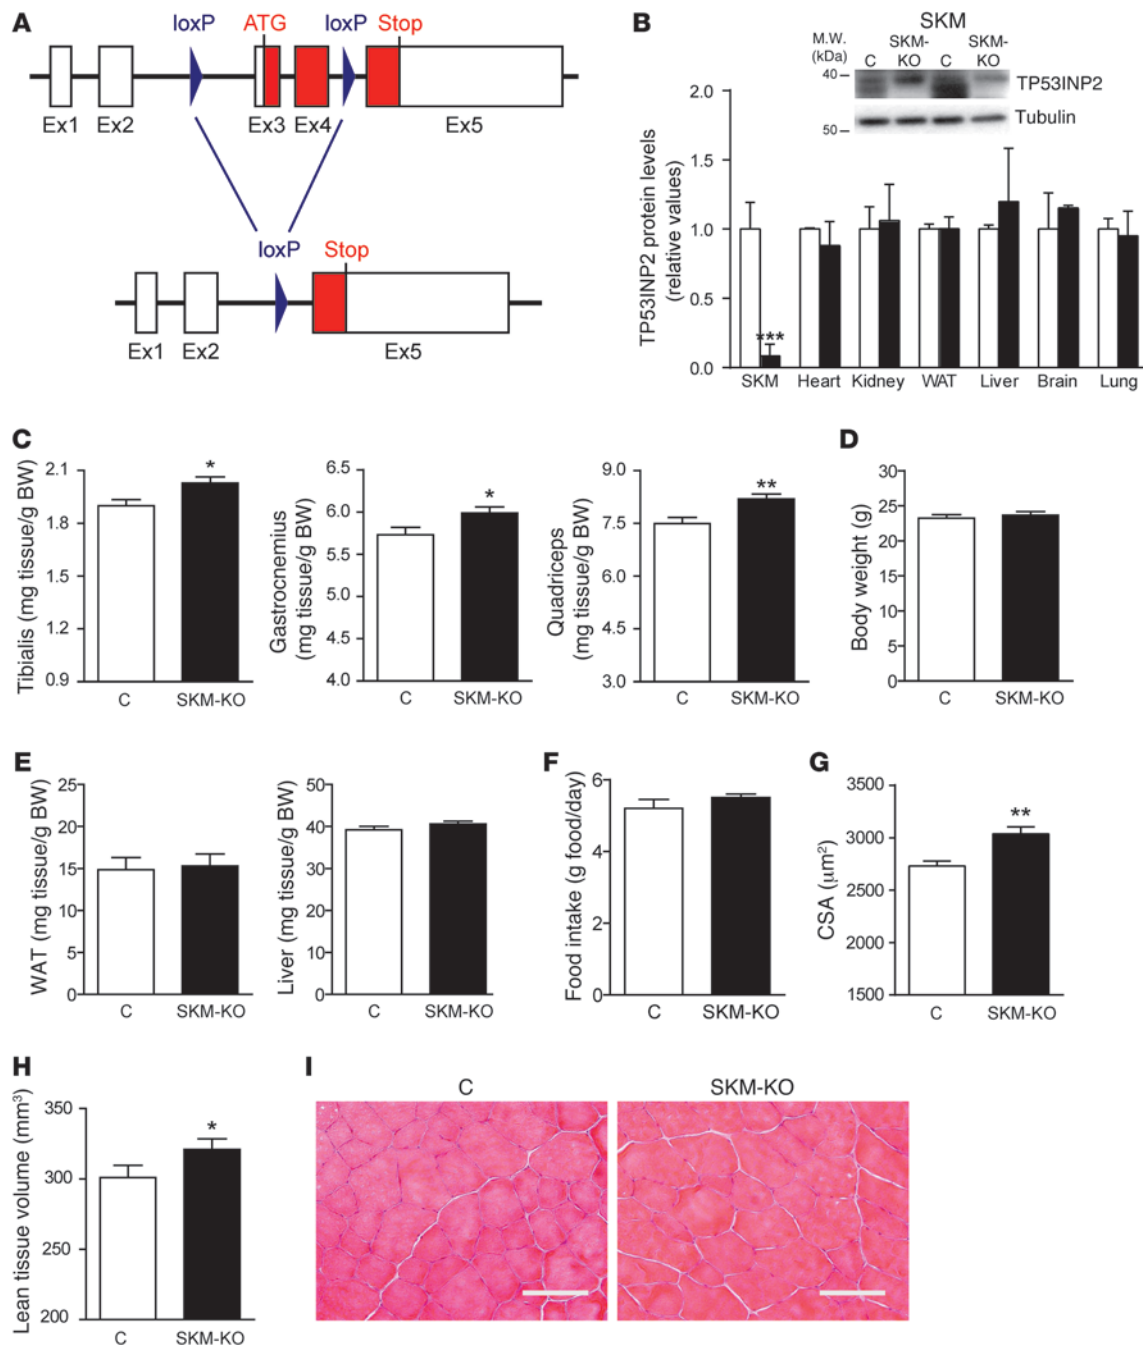 A
loxP ATG loxP Stop
Ex1 Ex2 Ex3 Ex4 Ex5
loxP Stop
Ex1 Ex2 Ex5
B
SKM
M.W. (kDa)
C SKM-KO C SKM-KO
40
TP53INP2
50
Tubulin
TP53INP2 protein levels
(relative values)
2.0
1.5
1.0
0.5
0.0
***
SKM Heart Kidney WAT Liver Brain Lung
C
Tibialis (mg tissue/g BW)
2.1
1.8
1.5
1.2
0.9
*
C SKM-KO
Gastrocnemius
(mg tissue/g BW)
6.5
6.0
5.5
5.0
4.5
4.0
*
C SKM-KO
Quadriceps
(mg tissue/g BW)
9.0
7.5
6.0
4.5
3.0
**
C SKM-KO
D
Body weight (g)
30
25
20
15
10
5
0
C SKM-KO
E
WAT (mg tissue/g BW)
25
20
15
10
5
0
C SKM-KO
Liver (mg tissue/g BW)
50
40
30
20
10
0
C SKM-KO
F
Food intake (g food/day)
6
4
2
0
C SKM-KO
G
CSA (µm²)
3500
3000
2500
2000
1500
**
C SKM-KO
H
Lean tissue volume (mm³)
350
300
250
200
*
C SKM-KO
I
C SKM-KO